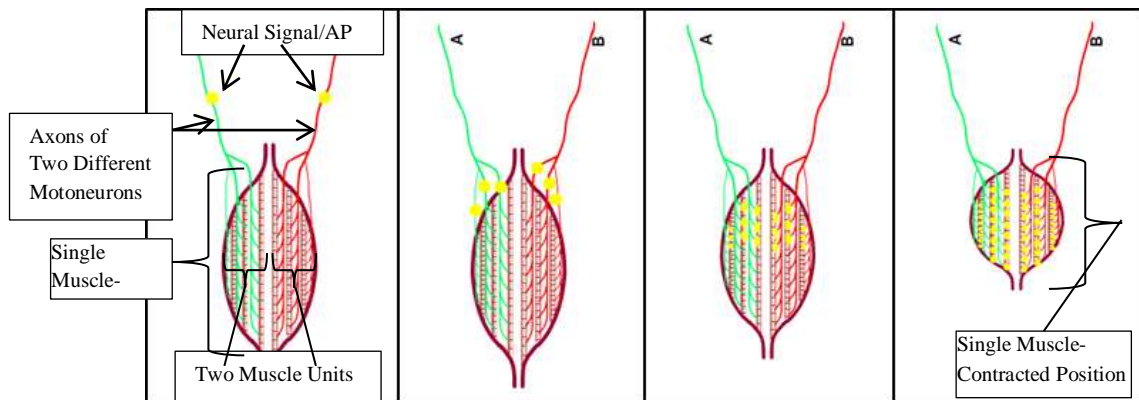 Neural Signal/AP
A
B
A
B
A
B
Axons of
Two Different
Motoneurons
Single
Muscle-
Two Muscle Units
Single Muscle-
Contracted Position